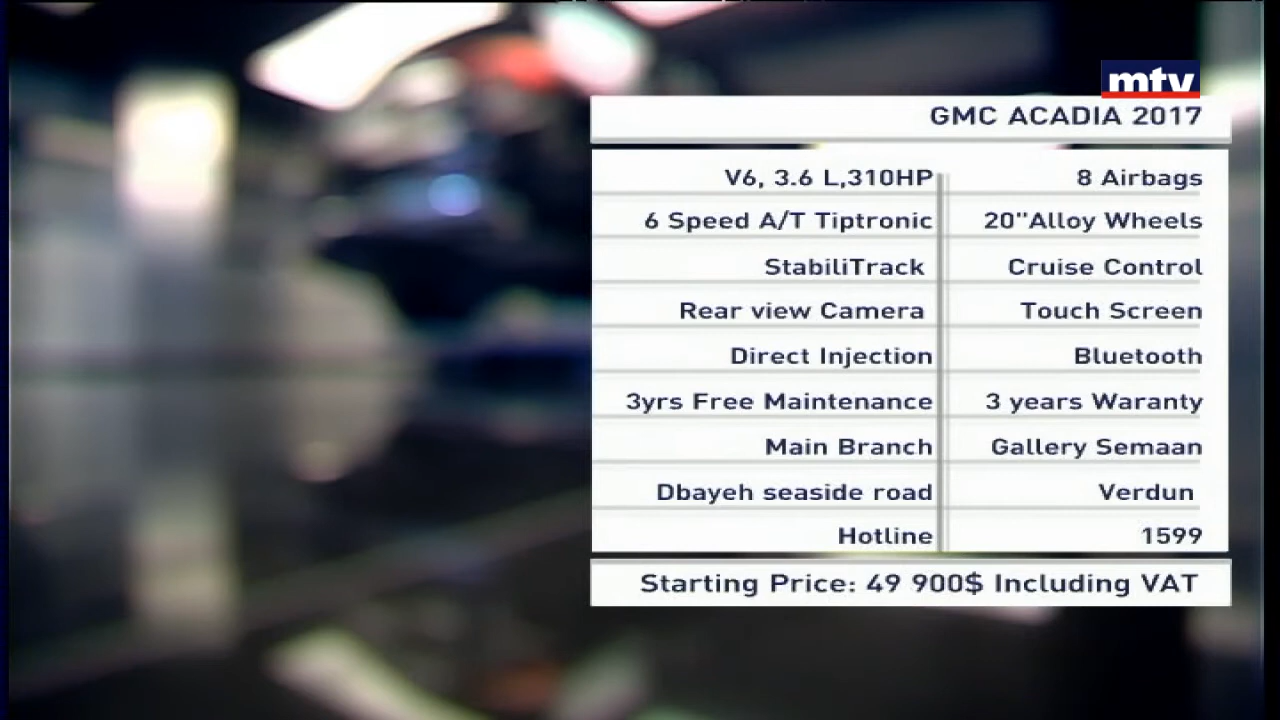 mtv
GMC ACADIA 2017
V6, 3.6 L,310HP 8 Airbags
6 Speed A/T Tiptronic 20"Alloy Wheels
StabiliTrack Cruise Control
Rear view Camera Touch Screen
Direct Injection Bluetooth
3yrs Free Maintenance 3 years Waranty
Main Branch Gallery Semaan
Dbayeh seaside road Verdun
Hotline 1599
Starting Price: 49 900$ Including VAT